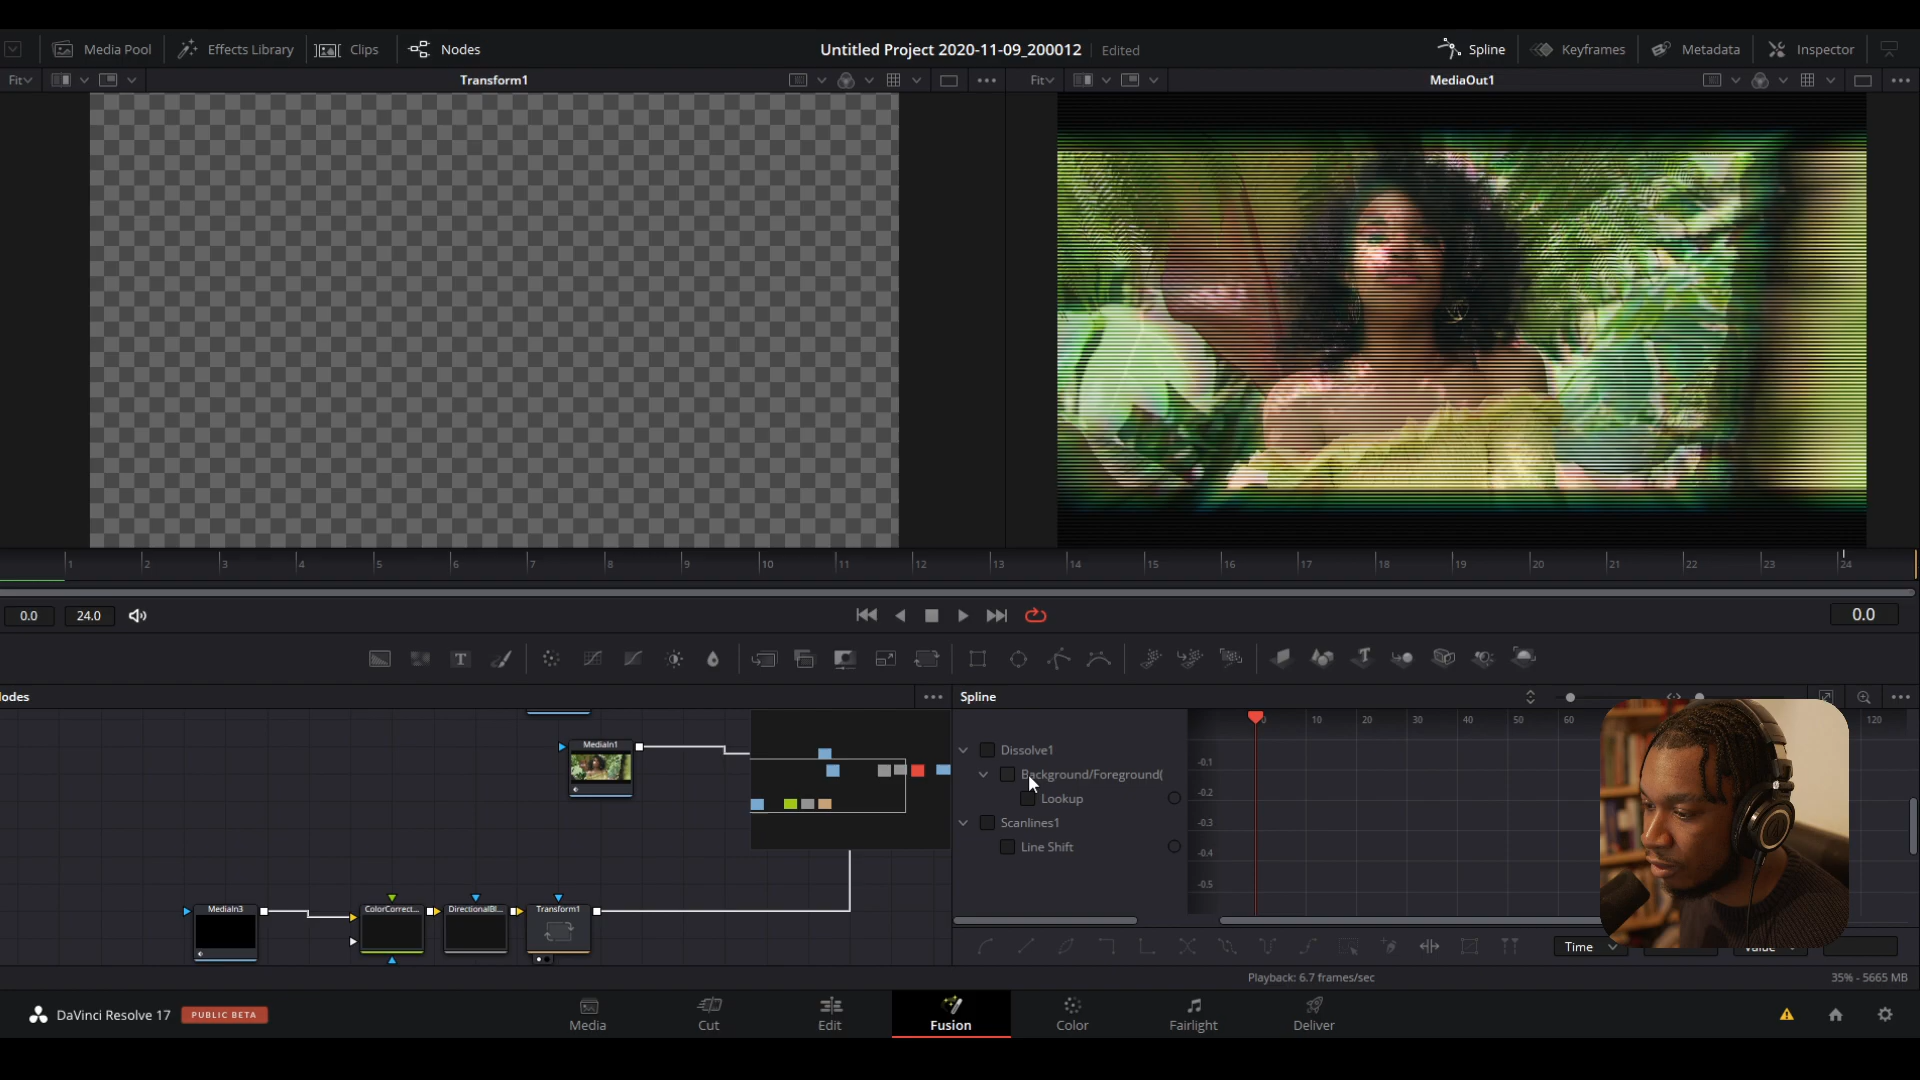 Media Pool Effects Library Clips Nodes Untitled Project 2020-11-09_200012 Edited Spline Keyframes Metadata Inspector
Fit Transform1 Fit MediaOut1
1 2 3 4 5 6 7 8 10 11 12 13 14 15 16 17 18 19 20 21 22 23 24
0.0 24.0 0.0
T T
Spline
MediaIn1
MediaIn3
ColorCorrect...
DirectionalBl...
Transform1
10 20 30 40 50 60 120
Dissolve1
Background/Foreground(
Lookup
Scanlines1
Line Shift
-0.1
-0.2
-0.3
-0.4
-0.5
Time
Playback: 6.7 frames/sec 35% - 5665 MB
DaVinci Resolve 17 PUBLIC BETA
Media Cut Edit Fusion Color Fairlight Deliver